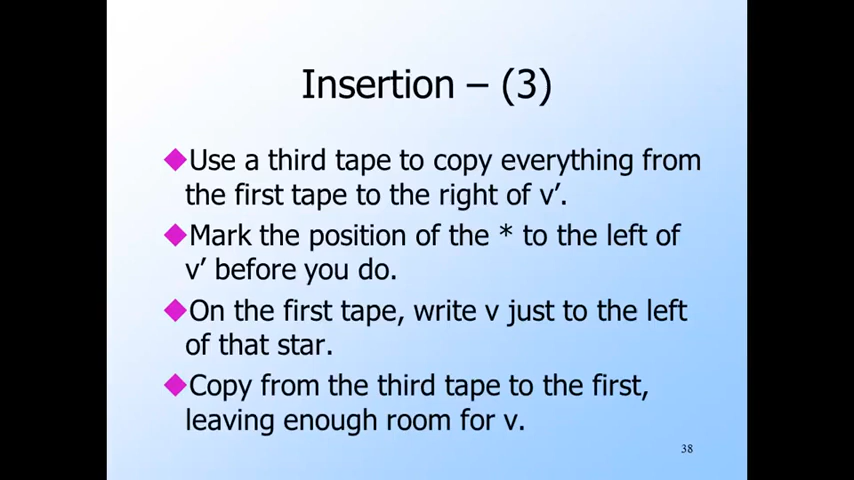 Insertion – (3)
◆Use a third tape to copy everything from
the first tape to the right of v’.
◆Mark the position of the * to the left of
v’ before you do.
◆On the first tape, write v just to the left
of that star.
◆Copy from the third tape to the first,
leaving enough room for v.
38